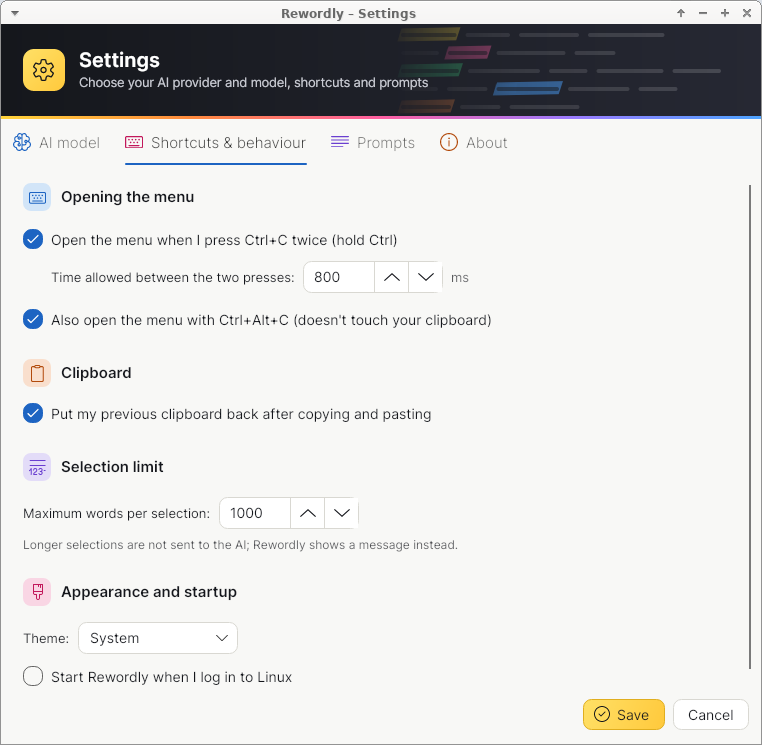 Rewordly – Settings
Settings
Choose your AI provider and model, shortcuts and prompts
AI model
Shortcuts & behaviour
Prompts
About
Opening the menu
Open the menu when I press Ctrl+C twice (hold Ctrl)
Time allowed between the two presses: 800 ms
Also open the menu with Ctrl+Alt+C (doesn't touch your clipboard)
Clipboard
Put my previous clipboard back after copying and pasting
123-
Selection limit
Maximum words per selection: 1000
Longer selections are not sent to the AI; Rewordly shows a message instead.
Appearance and startup
Theme: System
Start Rewordly when I log in to Linux
Save
Cancel